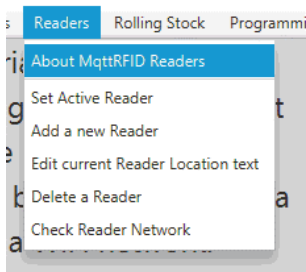 s Readers Rolling Stock Programmi
About MqttRFID Readers
Set Active Reader
Add a new Reader
Edit current Reader Location text
Delete a Reader
Check Reader Network